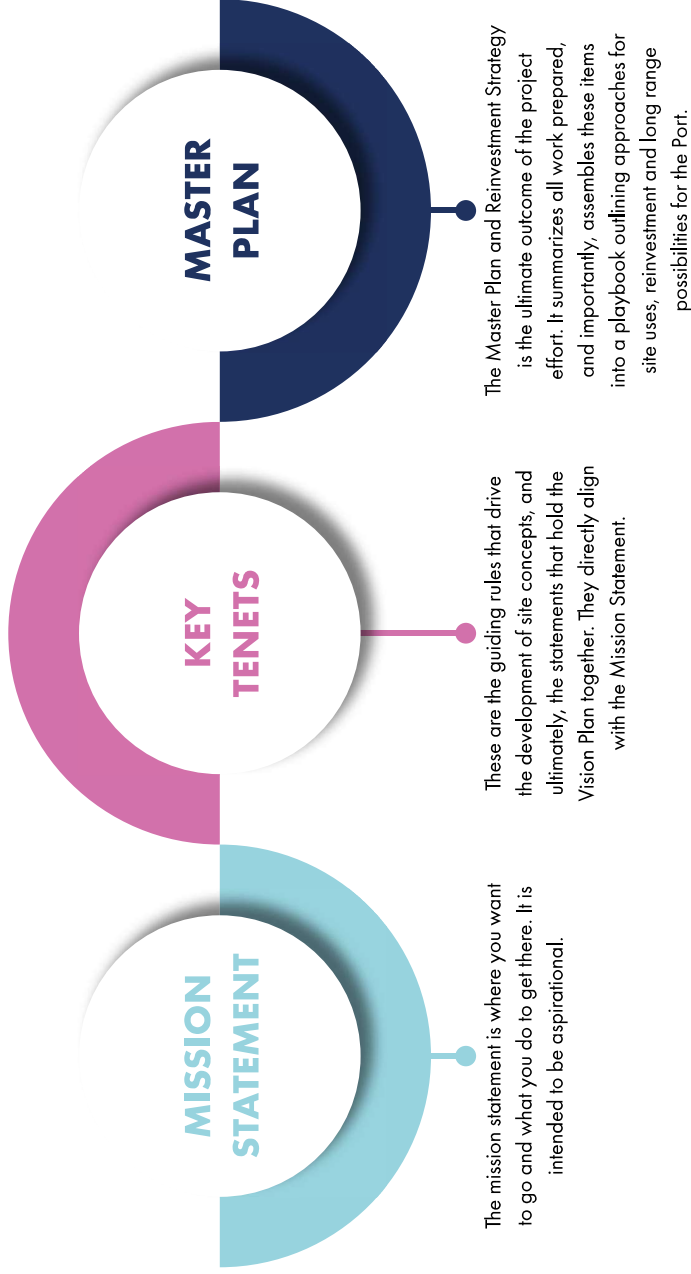 MISSION
STATEMENT
The mission statement is where you want
to go and what you do to get there. It is
intended to be aspirational.
KEY
TENETS
These are the guiding rules that drive
the development of site concepts, and
ultimately, the statements that hold the
Vision Plan together. They directly align
with the Mission Statement.
MASTER
PLAN
The Master Plan and Reinvestment Strategy
is the ultimate outcome of the project
effort. It summarizes all work prepared,
and importantly, assembles these items
into a playbook outlining approaches for
site uses, reinvestment and long range
possibilities for the Port.